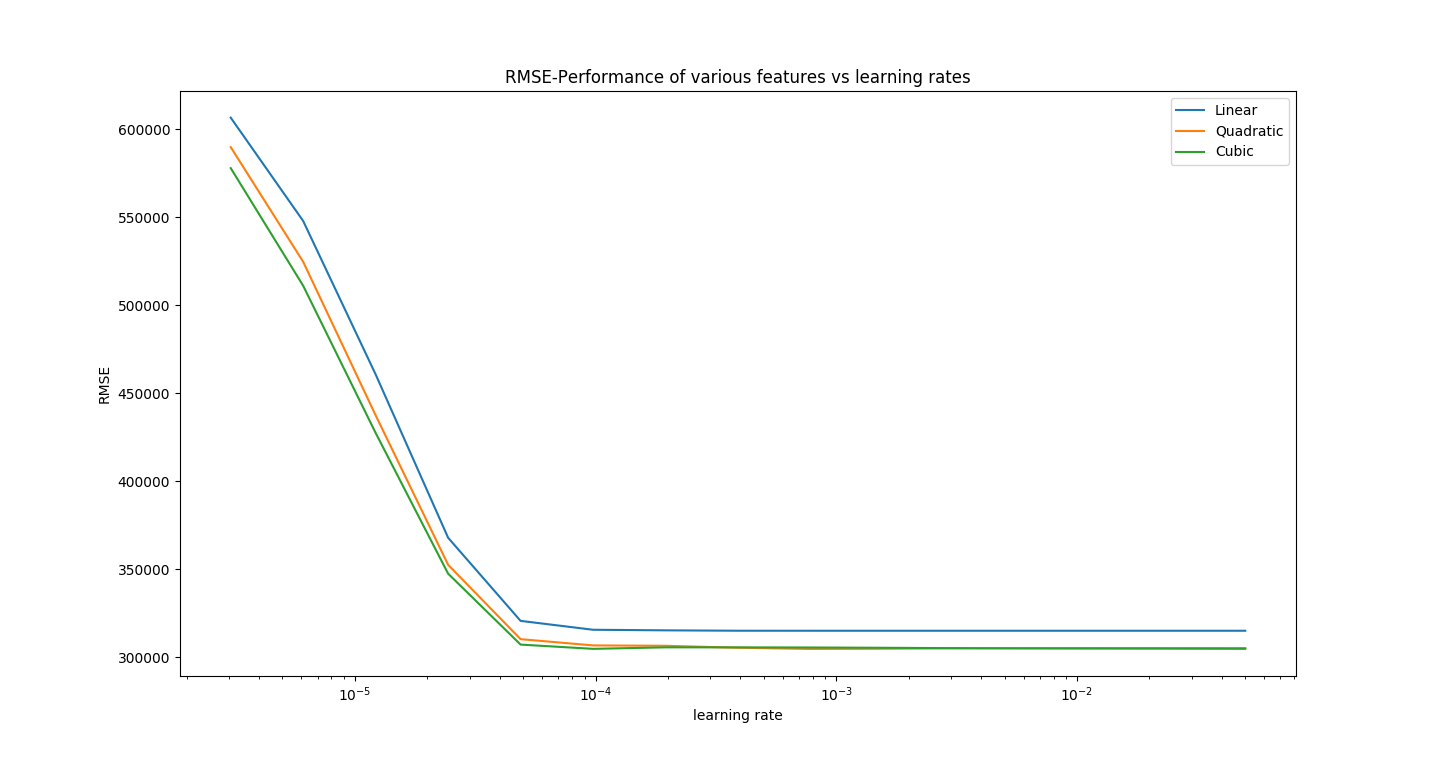 RMSE-Performance of various features vs learning rates
Linear
Quadratic
Cubic
RMSE
600000
550000
500000
450000
400000
350000
300000
10⁻⁵
10⁻⁴
10⁻³
10⁻²
learning rate